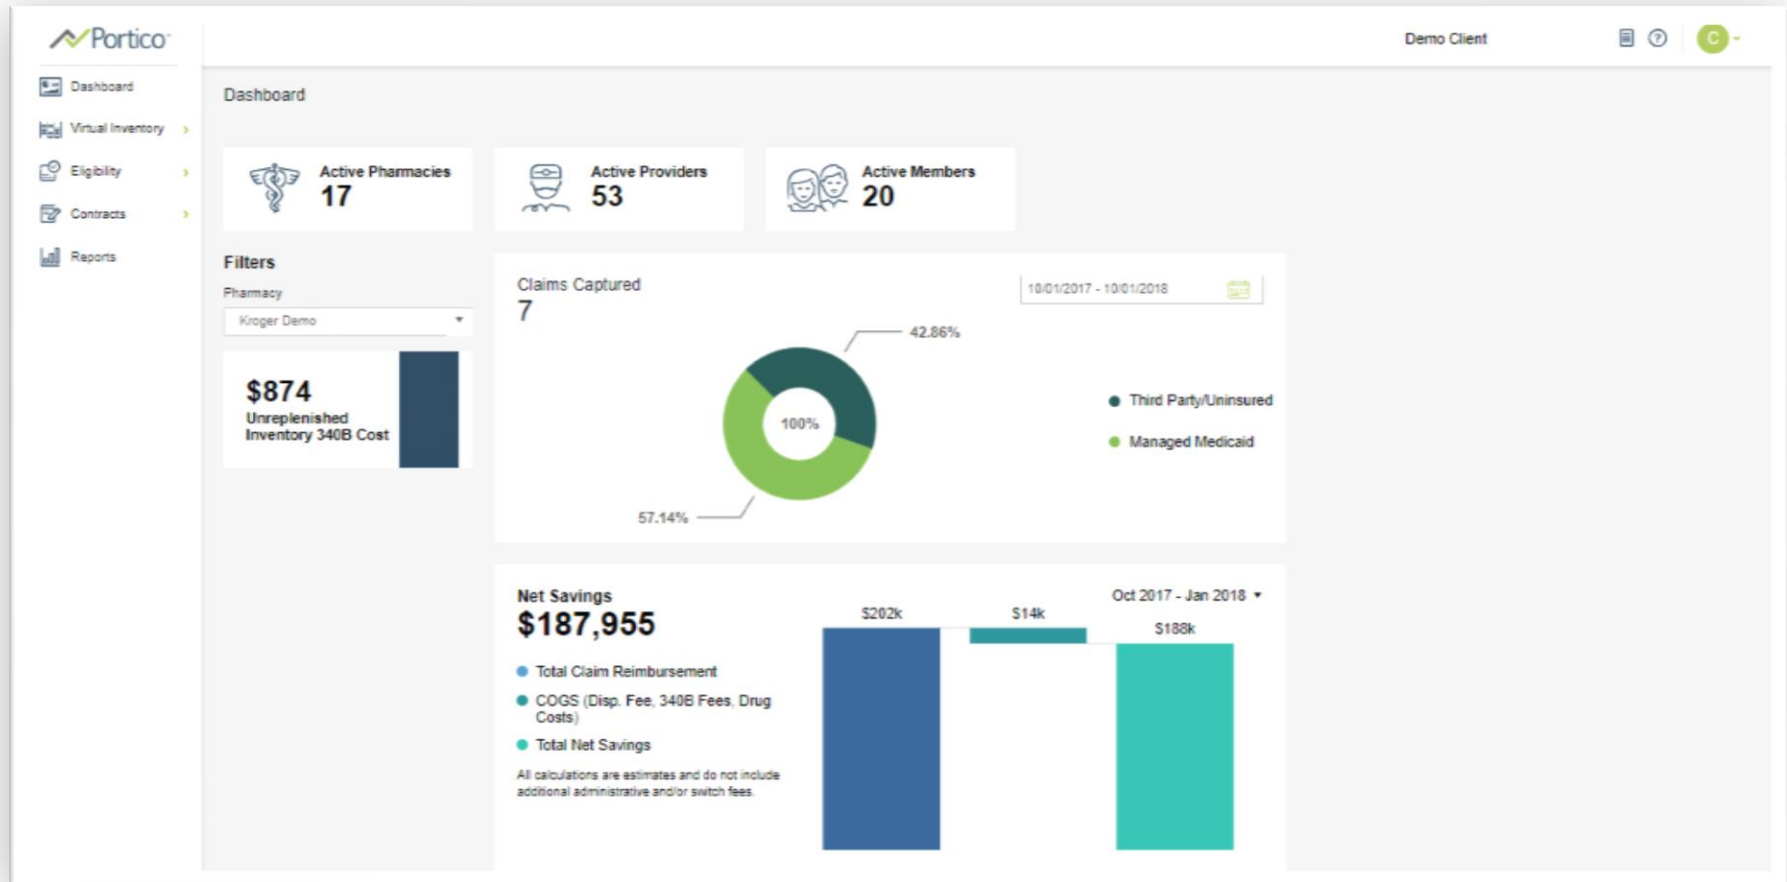 Portico
Demo Client
C
Dashboard
Virtual Inventory
Eligibility
Contracts
Reports
Dashboard
Active Pharmacies
17
Active Providers
53
Active Members
20
Filters
Pharmacy
Kroger Demo
$874
Unreplenished
Inventory 340B Cost
Claims Captured
7
10/01/2017 - 10/01/2018
42.86%
100%
57.14%
Third Party/Uninsured
Managed Medicaid
Net Savings
$187,955
Total Claim Reimbursement
COGS (Disp. Fee, 340B Fees, Drug
Costs)
Total Net Savings
All calculations are estimates and do not include
additional administrative and/or switch fees.
Oct 2017 - Jan 2018
$202k
$14k
$188k